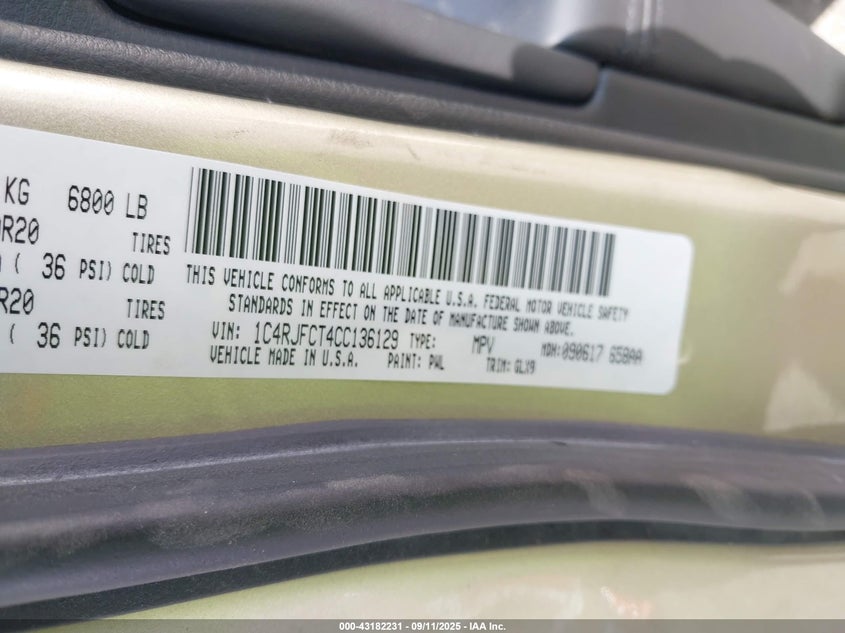 KG 6800 LB
R20 TIRES
( 36 PSI) COLD
R20 TIRES
( 36 PSI) COLD
THIS VEHICLE CONFORMS TO ALL APPLICABLE U.S.A. FEDERAL MOTOR VEHICLE SAFETY
STANDARDS IN EFFECT ON THE DATE OF MANUFACTURE SHOWN ABOVE.
VIN: 1C4RJFCT4CC136129 TYPE: MPV MDH:090617 658AA
VEHICLE MADE IN U.S.A. PAINT: PWL TRIM: GLX9
000-43182231 - 09/11/2025 - IAA Inc.